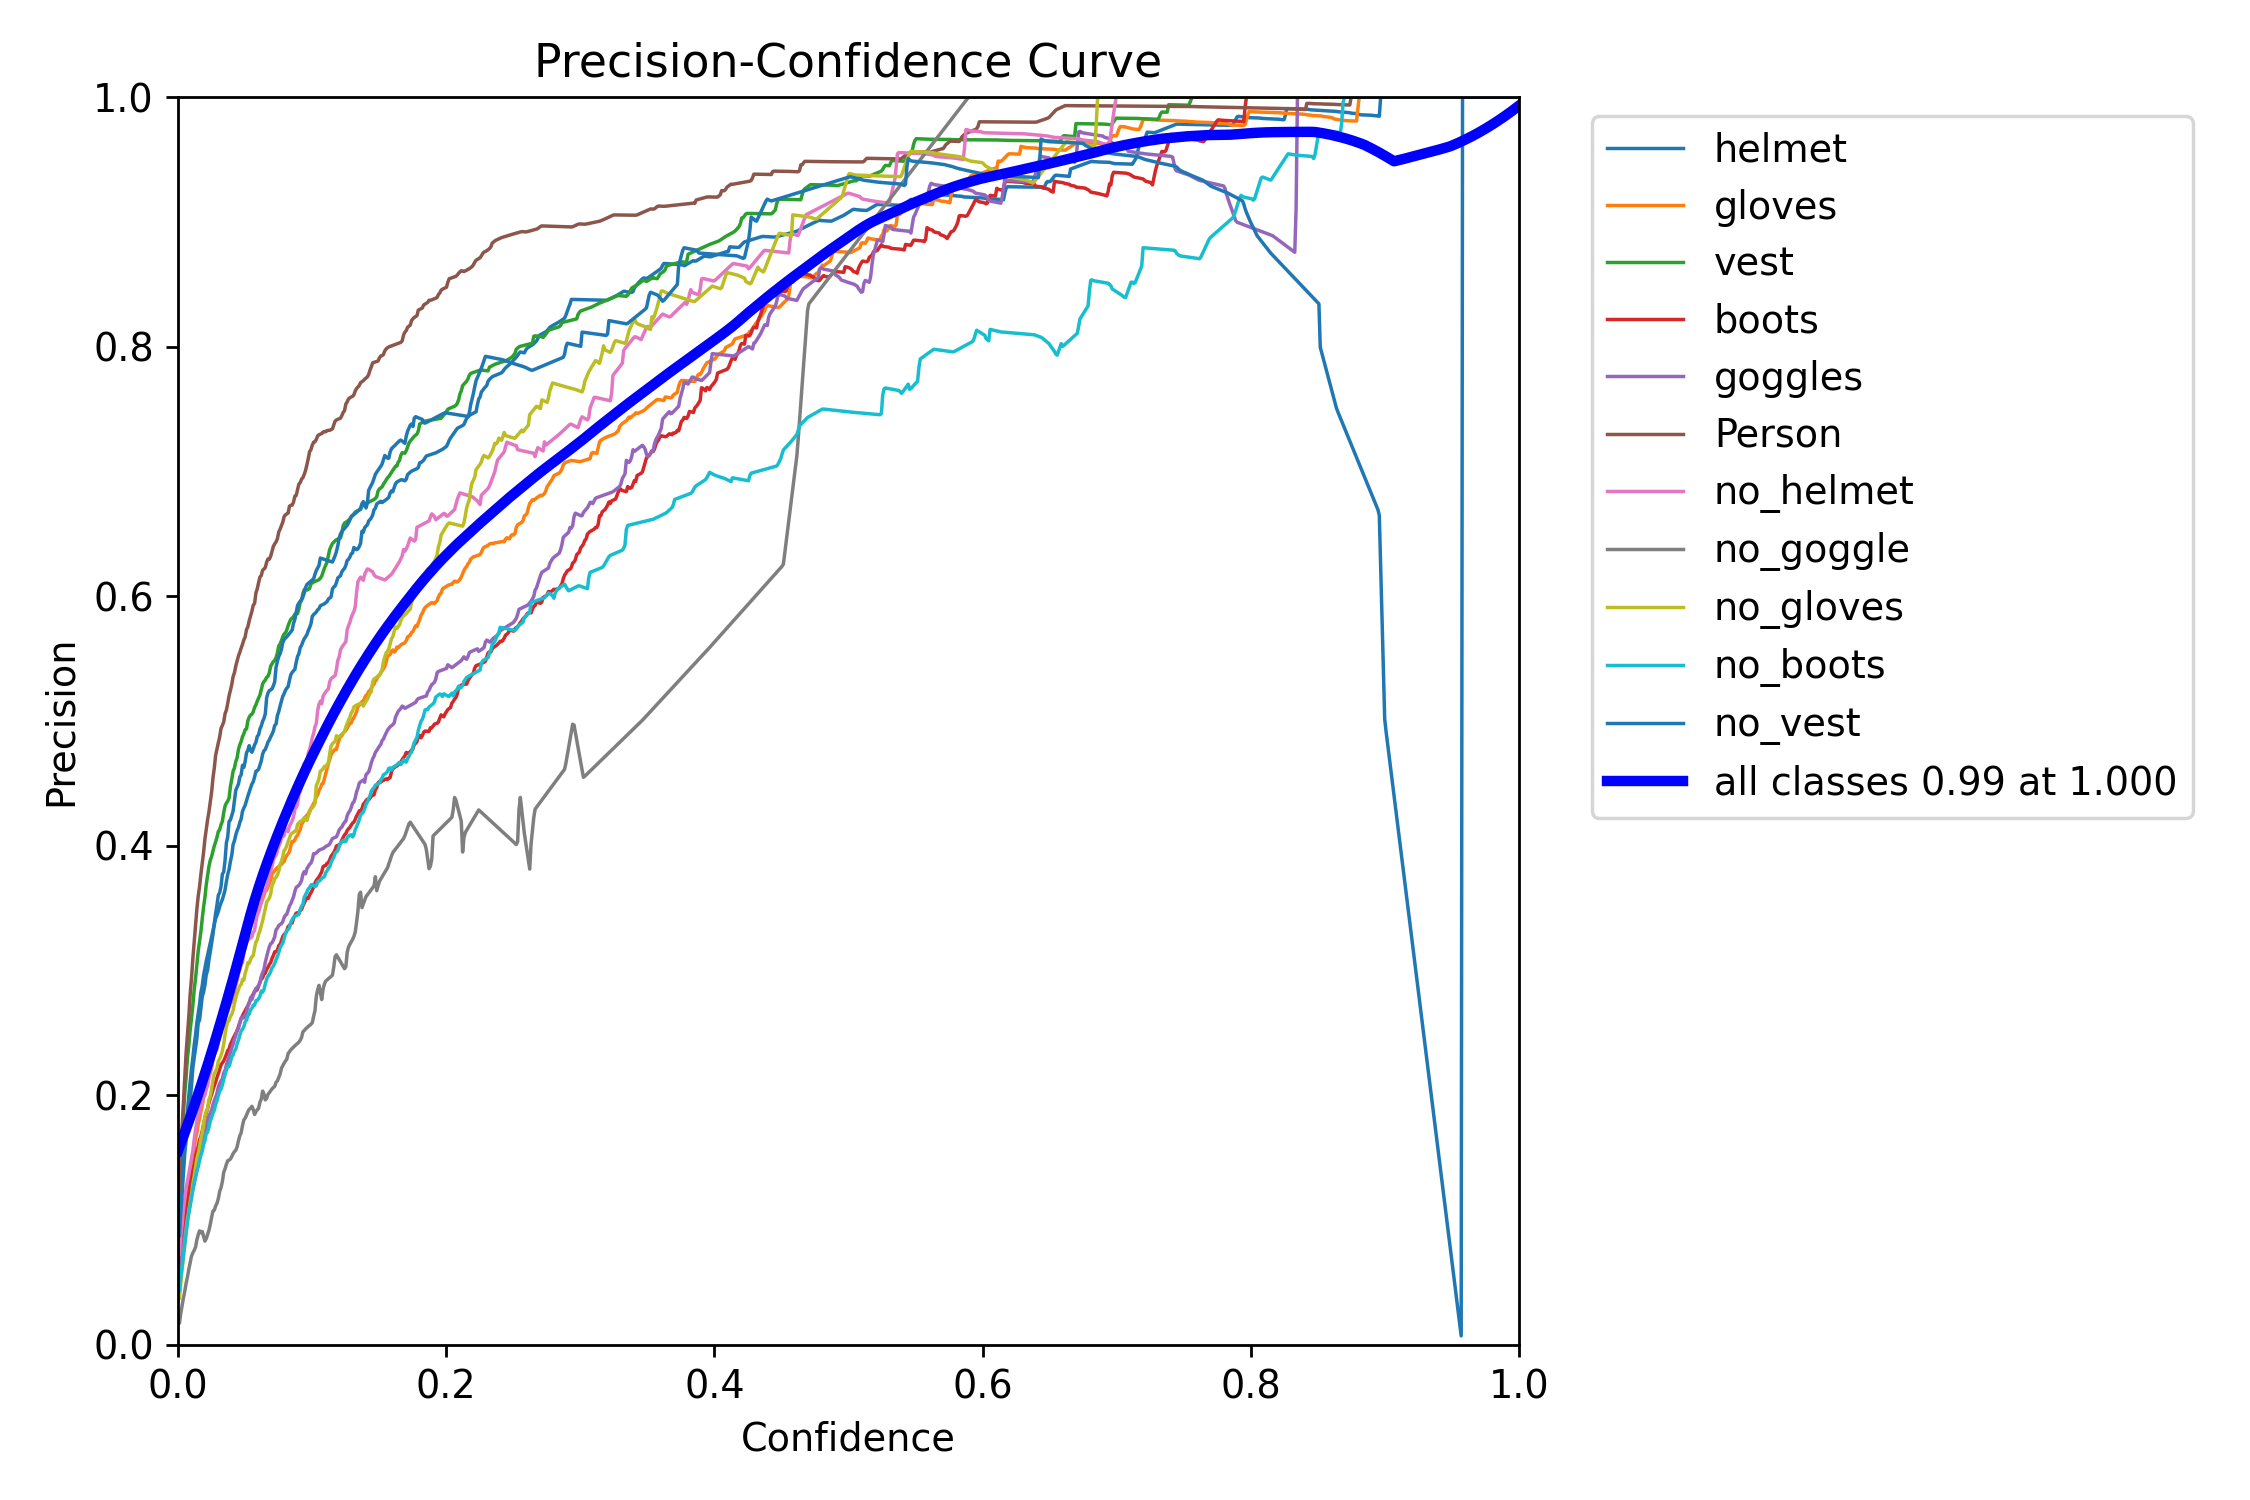 Precision-Confidence Curve
1.0
0.8
0.6
0.4
0.2
0.0
Precision
0.0 0.2 0.4 0.6 0.8 1.0
Confidence
helmet
gloves
vest
boots
goggles
Person
no_helmet
no_goggle
no_gloves
no_boots
no_vest
all classes 0.99 at 1.000